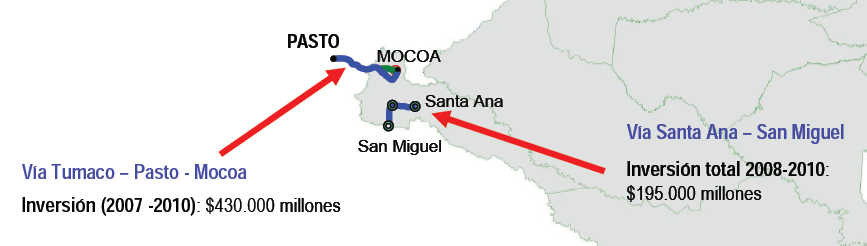 PASTO
MOCOA
Santa Ana
San Miguel
Vía Tumaco – Pasto - Mocoa
Inversión (2007 -2010): $430.000 millones
Vía Santa Ana – San Miguel
Inversión total 2008-2010:
$195.000 millones